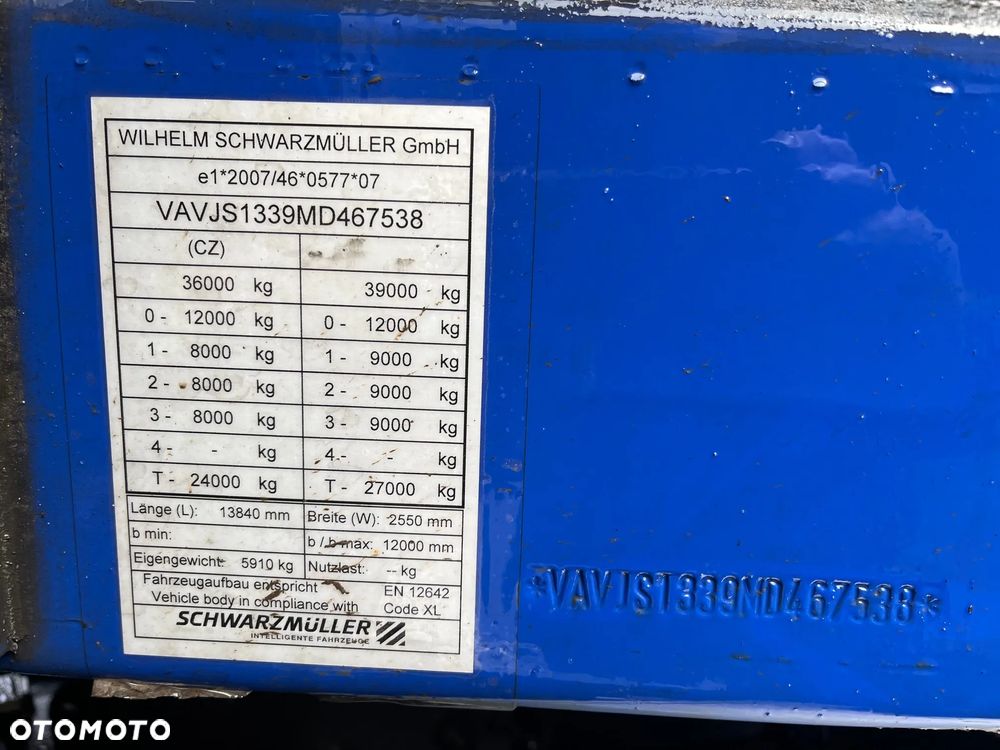 WILHELM SCHWARZMÜLLER GmbH
e1*2007/46*0577*07
VAVJS1339MD467538
(CZ)
36000 kg 39000 kg
0 - 12000 kg 0 - 12000 kg
1 - 8000 kg 1 - 9000 kg
2 - 8000 kg 2 - 9000 kg
3 - 8000 kg 3 - 9000 kg
4 - - kg 4 - - kg
T - 24000 kg T - 27000 kg
Länge (L): 13840 mm Breite (W): 2550 mm
b min: b / b max: 12000 mm
Eigengewicht: 5910 kg Nutzlast: -- kg
Fahrzeugaufbau entspricht EN 12642
Vehicle body in compliance with Code XL
SCHWARZMÜLLER
INTELLIGENTE FAHRZEUGE
*VAVJS1339MD467538*
OTOMOTO